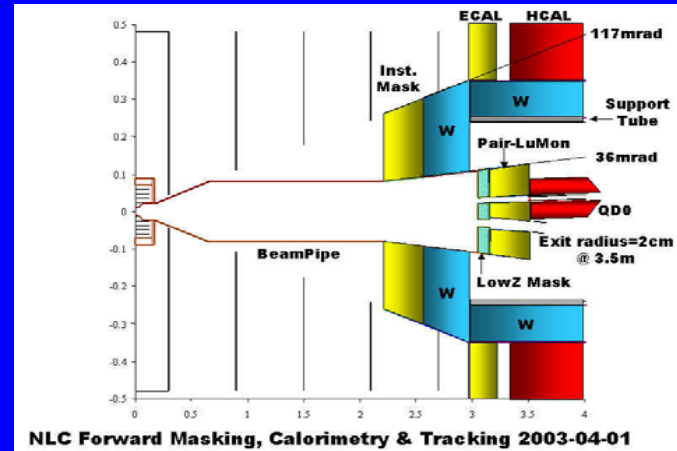 ECAL HCAL
117mrad
Inst.
Mask
W
W
Support
Tube
Pair-LuMon
36mrad
QD0
BeamPipe
Exit radius=2cm
@ 3.5m
LowZ Mask
W
W
0.5
0.4
0.3
0.2
0.1
0
-0.1
-0.2
-0.3
-0.4
-0.5
0 0.5 1 1.5 2 2.5 3 3.5 4
NLC Forward Masking, Calorimetry & Tracking 2003-04-01